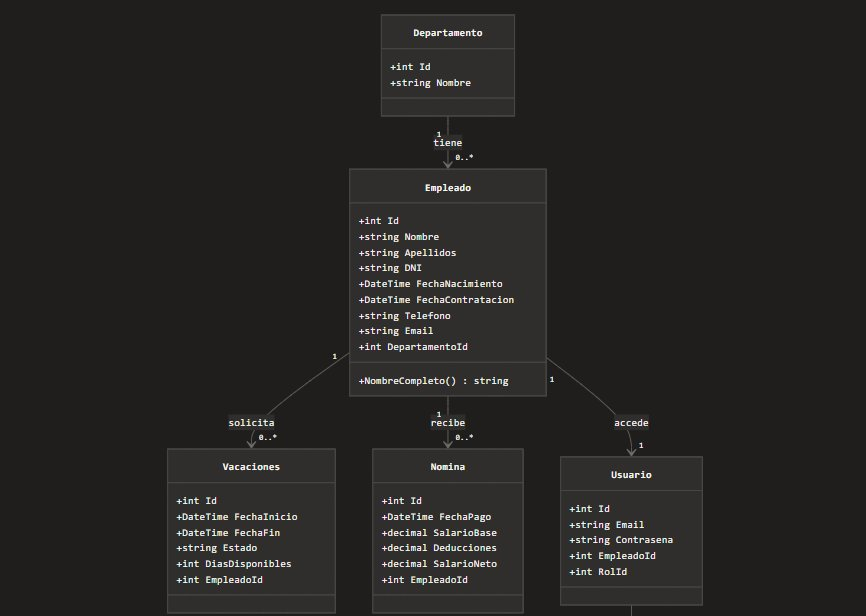 Departamento
+int Id
+string Nombre
1
tiene
0..*
Empleado
+int Id
+string Nombre
+string Apellidos
+string DNI
+DateTime FechaNacimiento
+DateTime FechaContratacion
+string Telefono
+string Email
+int DepartamentoId
+NombreCompleto() : string
1
solicita
0..*
1
recibe
0..*
1
accede
1
Vacaciones
+int Id
+DateTime FechaInicio
+DateTime FechaFin
+string Estado
+int DiasDisponibles
+int EmpleadoId
Nomina
+int Id
+DateTime FechaPago
+decimal SalarioBase
+decimal Deducciones
+decimal SalarioNeto
+int EmpleadoId
Usuario
+int Id
+string Email
+string Contrasena
+int EmpleadoId
+int RolId